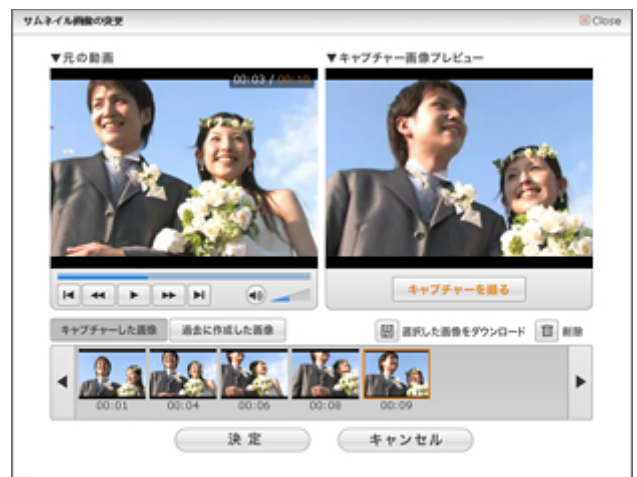 サムネイル画像の変更
Close
▼元の動画
▼キャプチャー画像プレビュー
00:03 / 00:10
キャプチャーを撮る
キャプチャーした画像
過去に作成した画像
選択した画像をダウンロード
削除
00:01
00:04
00:06
00:08
00:09
決定
キャンセル